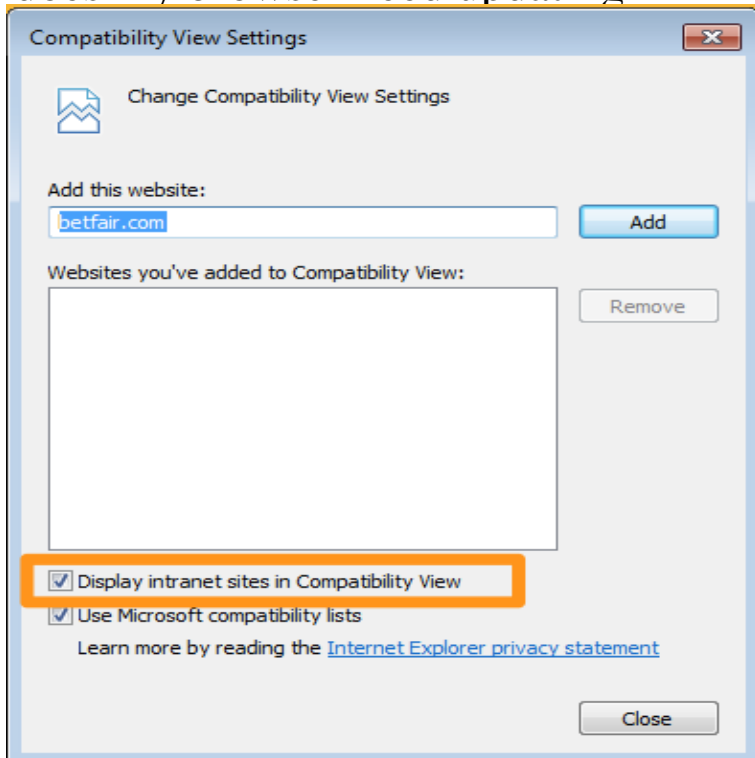 Compatibility View Settings
Change Compatibility View Settings
Add this website:
betfair.com
Add
Websites you've added to Compatibility View:
Remove
Display intranet sites in Compatibility View
Use Microsoft compatibility lists
Learn more by reading the Internet Explorer privacy statement
Close